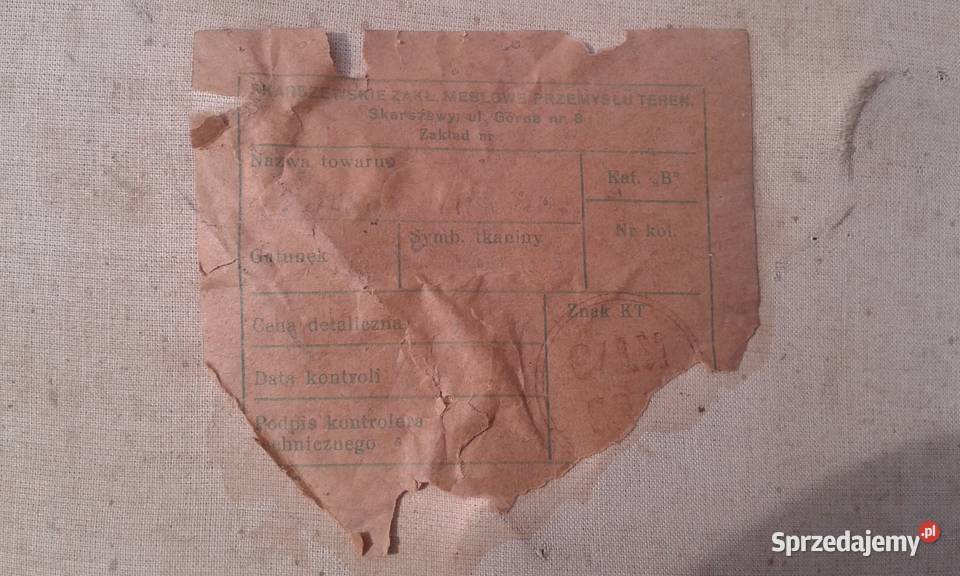 ZAKŁ. MEBLOWE PRZEMYSŁU TEREN.
Skarszewy, ul. Górna nr 8
Zakład nr
Nazwa towaru
Kat. „B"
Symb. tkaniny
Nr kol.
Gatunek
Cena detaliczna
Znak KT
Data kontroli
Podpis kontrolera
chnicznego
Sprzedajemy.pl